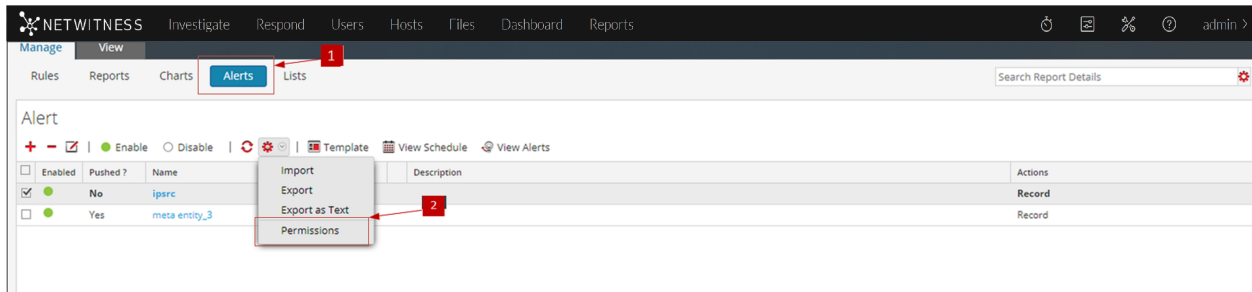 NETWITNESS Investigate Respond Users Hosts Files Dashboard Reports admin >
Manage View
1
Rules Reports Charts Alerts Lists Search Report Details
Alert
Enable Disable Template View Schedule View Alerts
Enabled Pushed ? Name Description Actions
No ipsrc Record
Yes meta entity_3 Record
Import
Export
Export as Text
2
Permissions